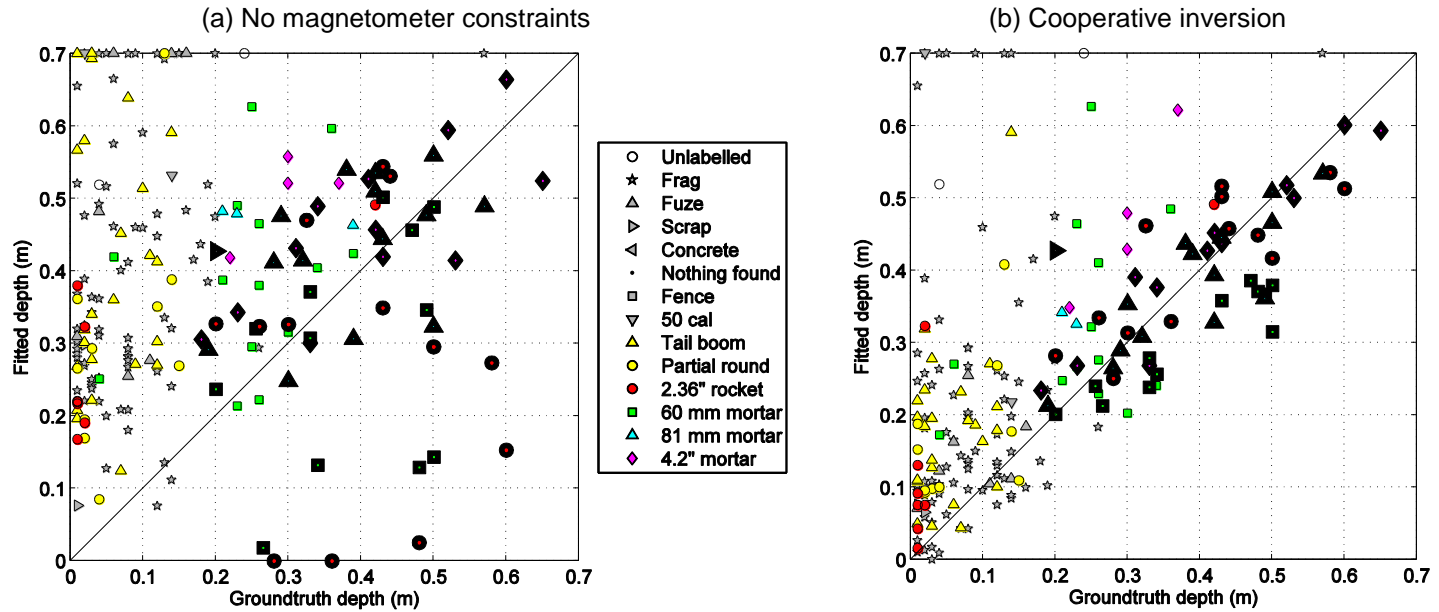 (a) No magnetometer constraints
(b) Cooperative inversion
0.7
0.6
0.5
0.4
0.3
0.2
0.1
0
Fitted depth (m)
0 0.1 0.2 0.3 0.4 0.5 0.6 0.7
Groundtruth depth (m)
Unlabelled
Frag
Fuze
Scrap
Concrete
Nothing found
Fence
50 cal
Tail boom
Partial round
2.36" rocket
60 mm mortar
81 mm mortar
4.2" mortar
0.7
0.6
0.5
0.4
0.3
0.2
0.1
0
Fitted depth (m)
0 0.1 0.2 0.3 0.4 0.5 0.6 0.7
Groundtruth depth (m)